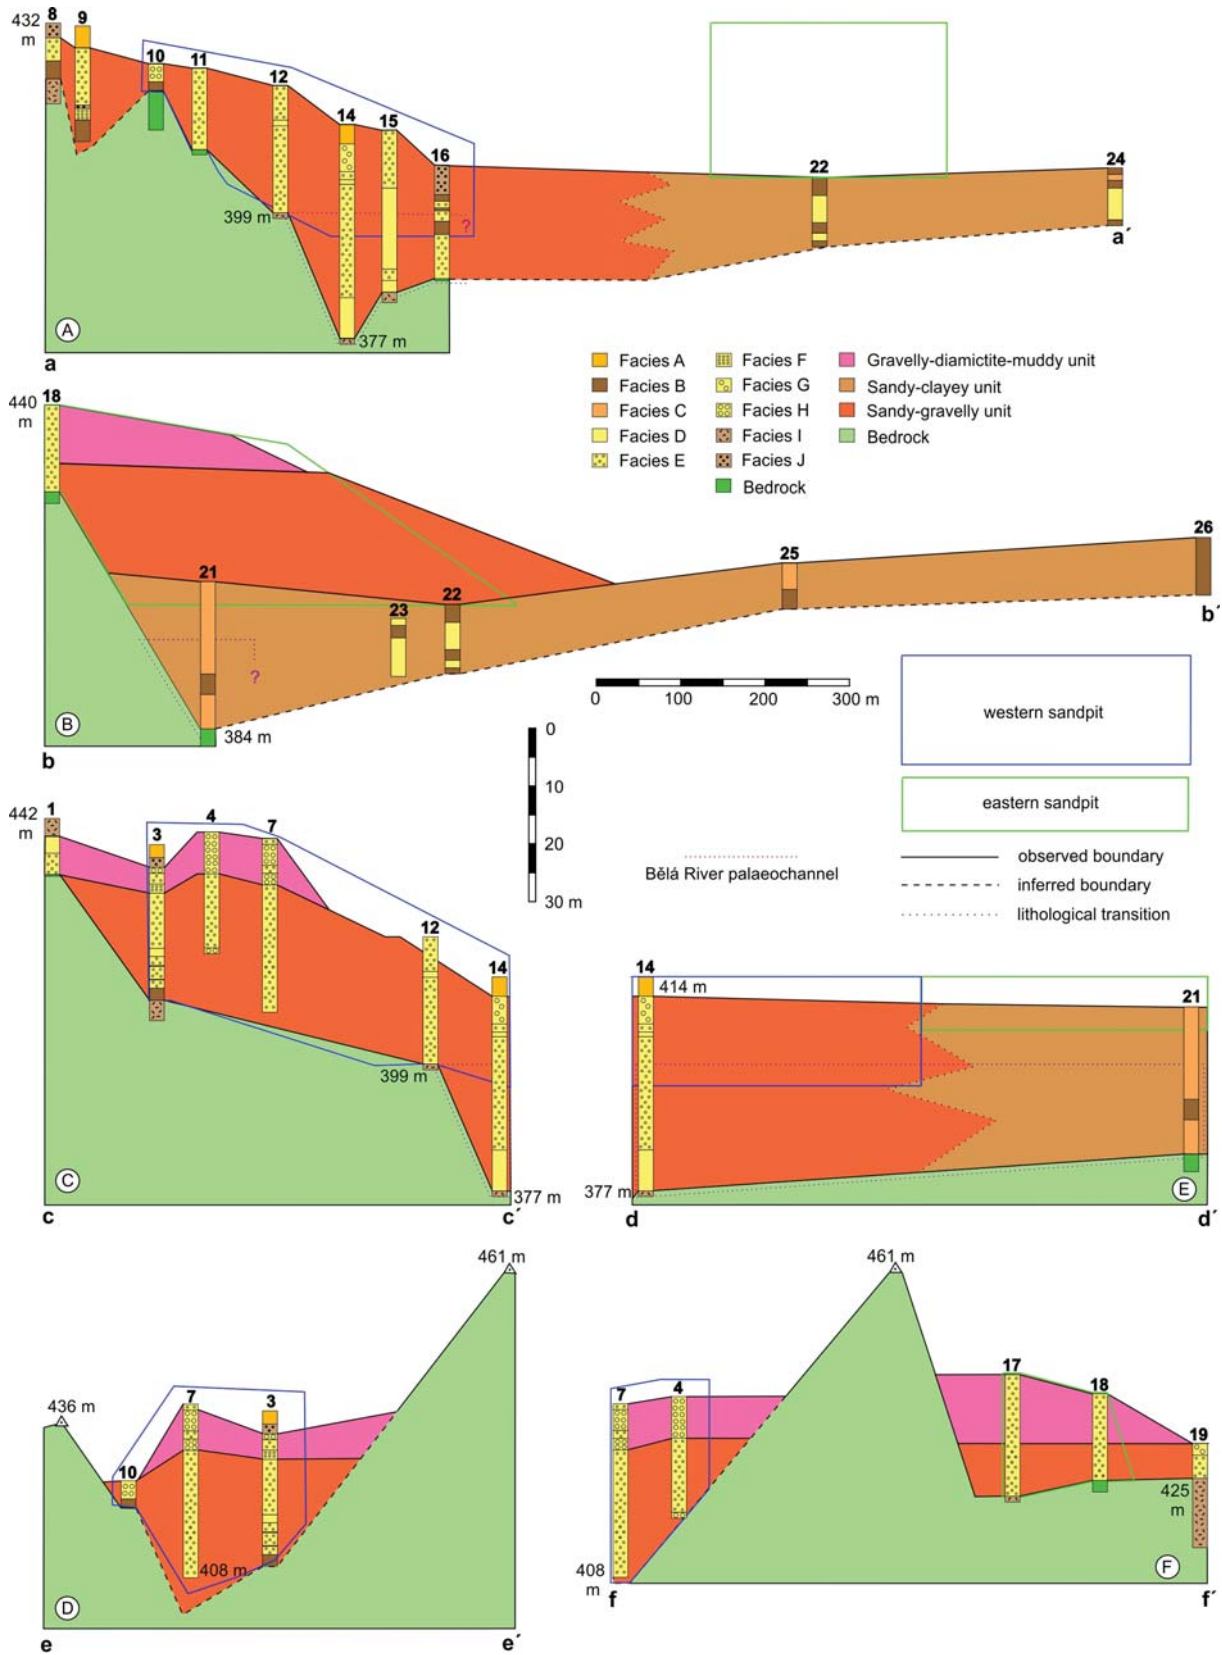 432
m
8
9
10
11
12
14
15
16
22
24
399 m
?
377 m
A
a
a´
Facies A
Facies B
Facies C
Facies D
Facies E
Facies F
Facies G
Facies H
Facies I
Facies J
Bedrock
Gravelly-diamictite-muddy unit
Sandy-clayey unit
Sandy-gravelly unit
Bedrock
440
m
18
21
23
22
25
26
?
384 m
B
b
b´
0 100 200 300 m
0
10
20
30 m
western sandpit
eastern sandpit
Bělá River palaeochannel
observed boundary
inferred boundary
lithological transition
442
m
1
3
4
7
12
14
399 m
377 m
C
c
c´
14
414 m
21
377 m
E
d
d´
461 m
436 m
7
3
10
408 m
D
e
e´
461 m
7
4
17
18
19
425
m
408
m
F
f
f´